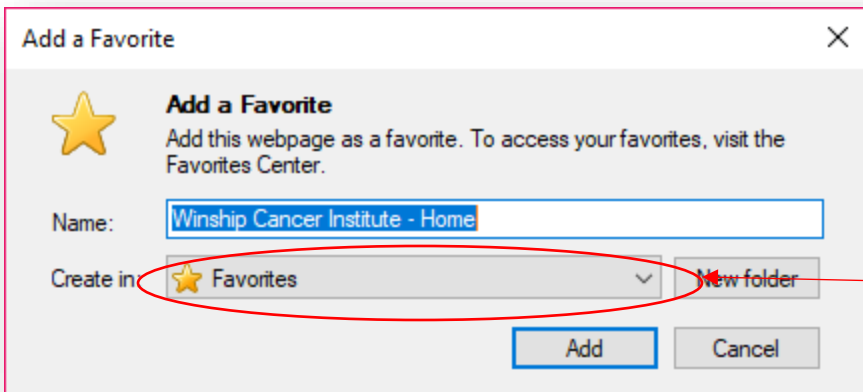 Add a Favorite
Add a Favorite
Add this webpage as a favorite. To access your favorites, visit the
Favorites Center.
Name: Winship Cancer Institute - Home
Create in: Favorites New folder
Add Cancel